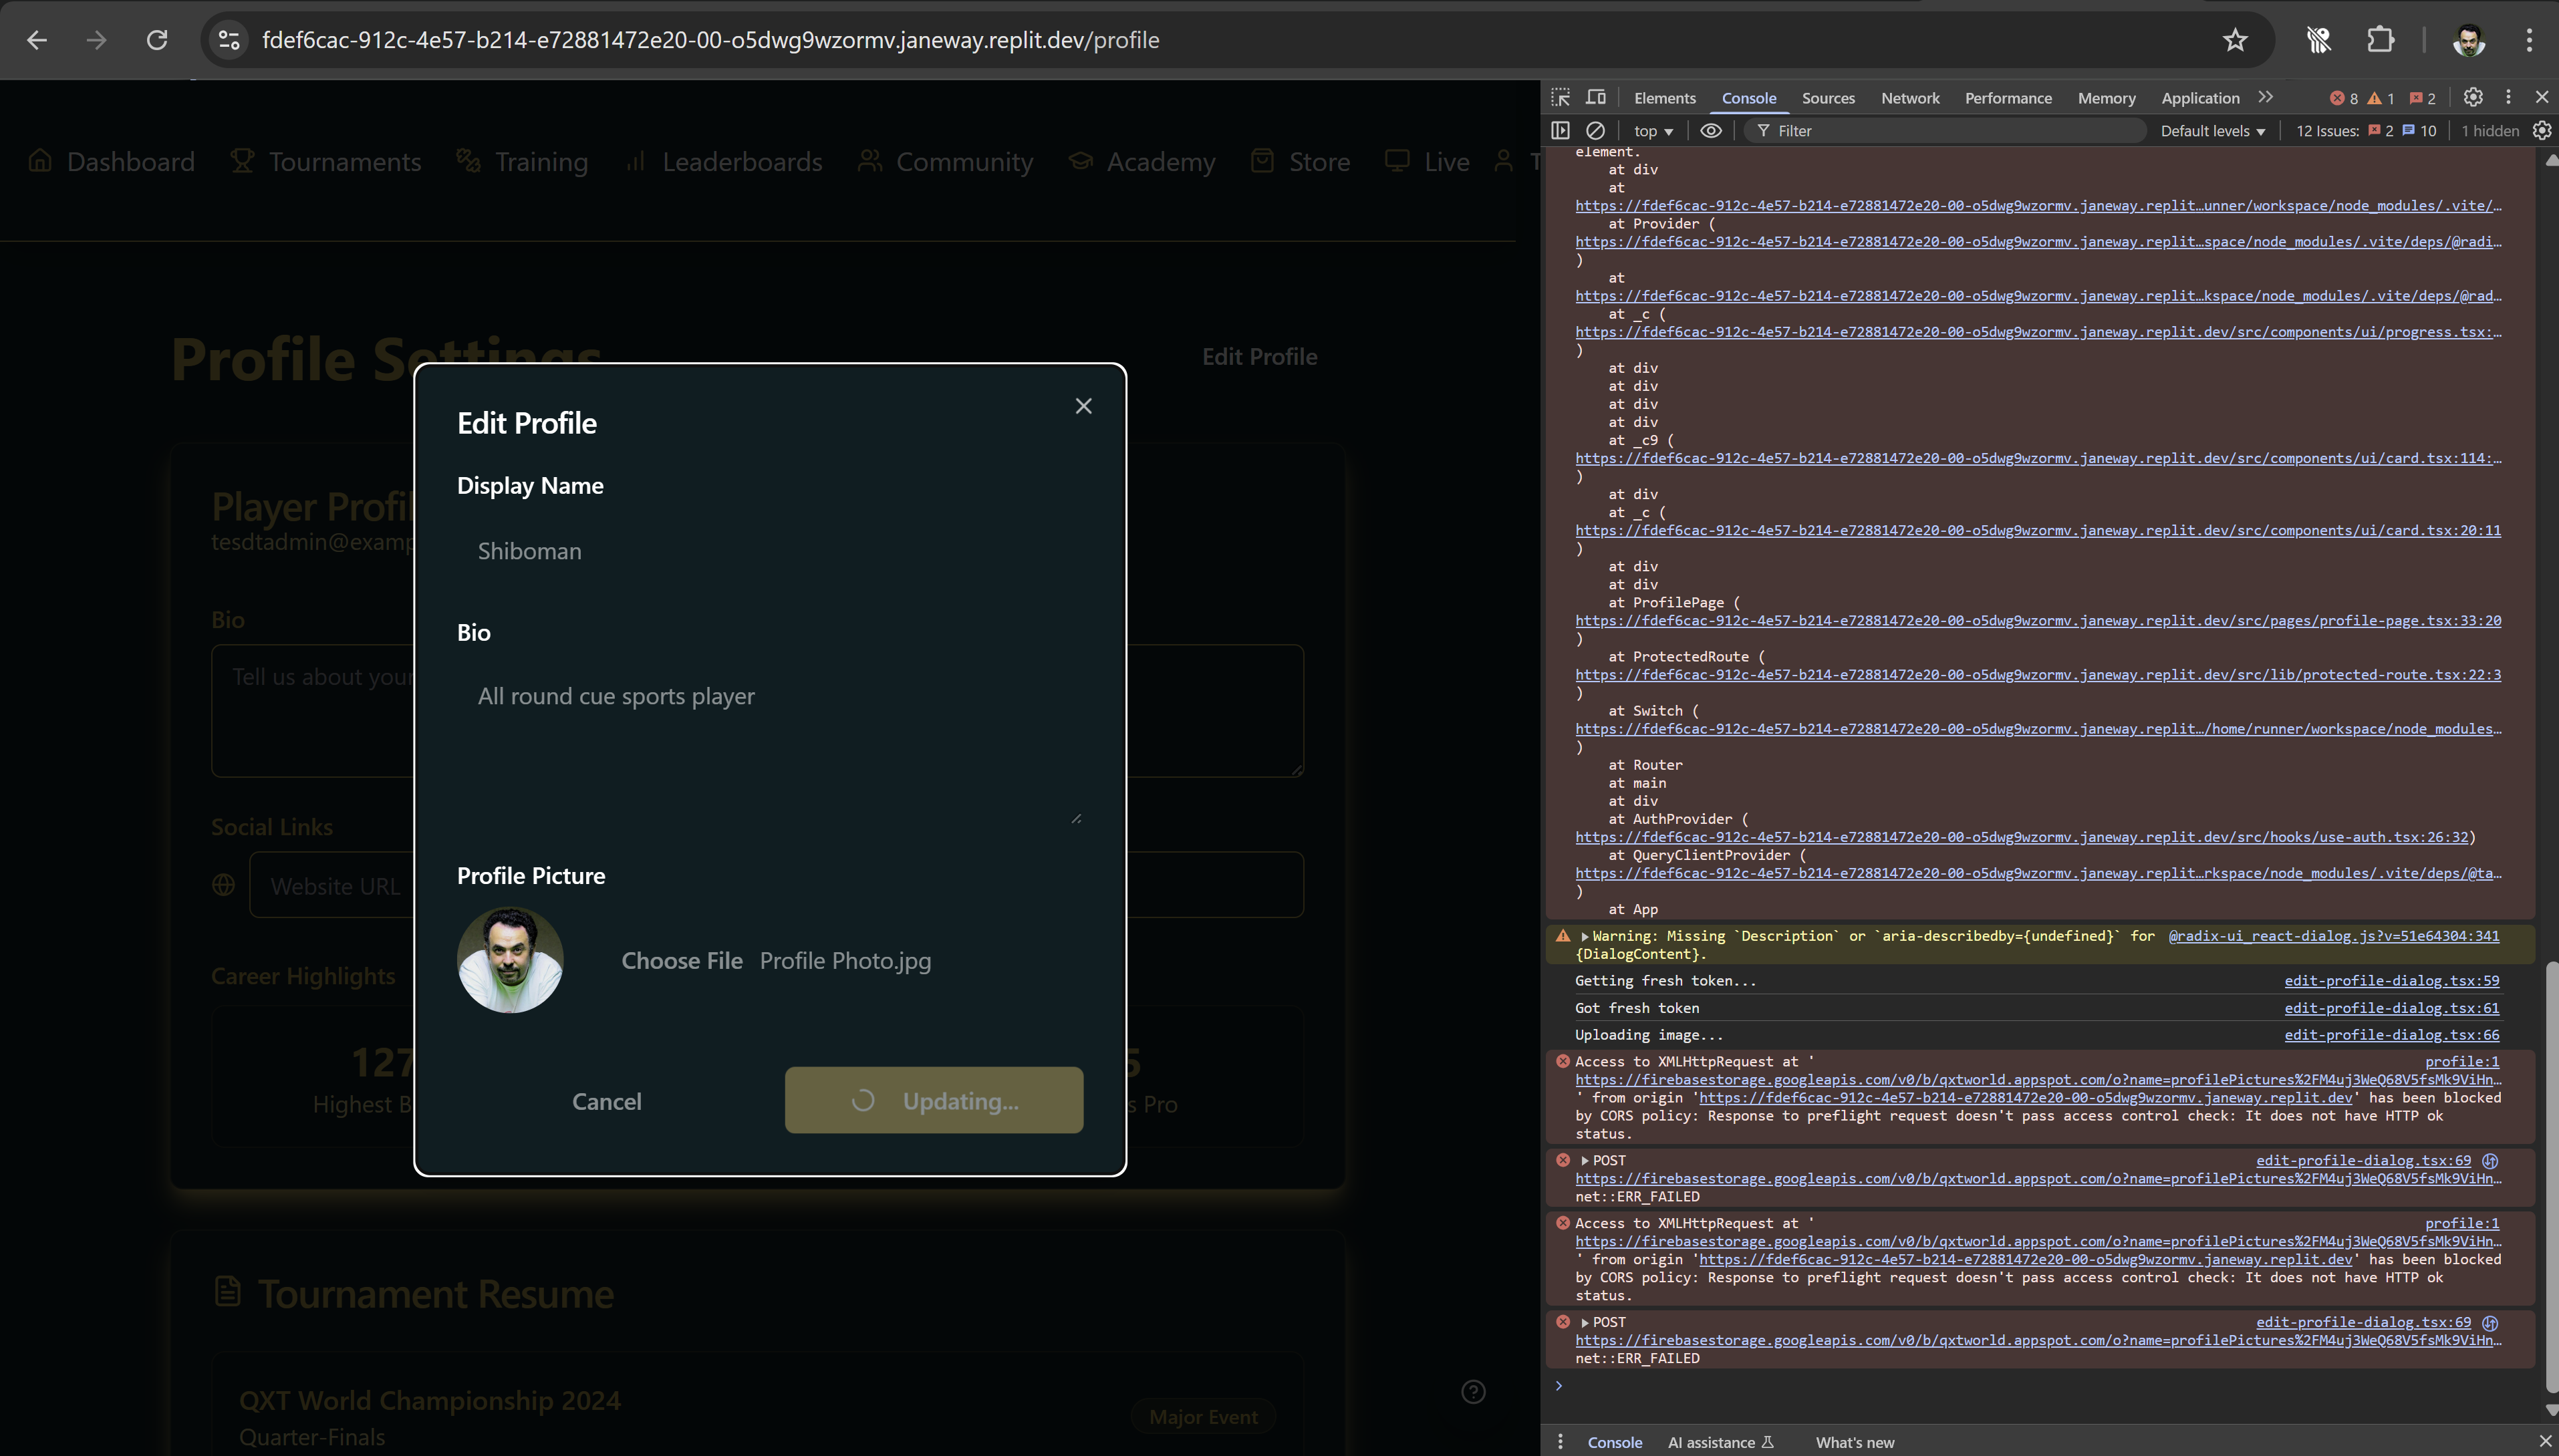 fdef6cac-912c-4e57-b214-e72881472e20-00-o5dwg9wzormv.janeway.replit.dev/profile
Dashboard Tournaments Training Leaderboards Community Academy Store Live T
Profile Settings
Edit Profile
Player Profil
tesdtadmin@examp
Bio
Tell us about your
Social Links
Website URL
Career Highlights
127
Highest B
5
s Pro
Tournament Resume
QXT World Championship 2024
Quarter-Finals
Major Event
Edit Profile
Display Name
Shiboman
Bio
All round cue sports player
Profile Picture
Choose File Profile Photo.jpg
Cancel
Updating...
Elements Console Sources Network Performance Memory Application 8 1 2
top Filter Default levels 12 Issues: 2 10 1 hidden
element.
at div
at
https://fdef6cac-912c-4e57-b214-e72881472e20-00-o5dwg9wzormv.janeway.replit…unner/workspace/node_modules/.vite/…
at Provider (
https://fdef6cac-912c-4e57-b214-e72881472e20-00-o5dwg9wzormv.janeway.replit…space/node_modules/.vite/deps/@radi…
)
at
https://fdef6cac-912c-4e57-b214-e72881472e20-00-o5dwg9wzormv.janeway.replit…kspace/node_modules/.vite/deps/@rad…
at _c (
https://fdef6cac-912c-4e57-b214-e72881472e20-00-o5dwg9wzormv.janeway.replit.dev/src/components/ui/progress.tsx:…
)
at div
at div
at div
at div
at _c9 (
https://fdef6cac-912c-4e57-b214-e72881472e20-00-o5dwg9wzormv.janeway.replit.dev/src/components/ui/card.tsx:114:…
)
at div
at _c (
https://fdef6cac-912c-4e57-b214-e72881472e20-00-o5dwg9wzormv.janeway.replit.dev/src/components/ui/card.tsx:20:11
)
at div
at div
at ProfilePage (
https://fdef6cac-912c-4e57-b214-e72881472e20-00-o5dwg9wzormv.janeway.replit.dev/src/pages/profile-page.tsx:33:20
)
at ProtectedRoute (
https://fdef6cac-912c-4e57-b214-e72881472e20-00-o5dwg9wzormv.janeway.replit.dev/src/lib/protected-route.tsx:22:3
)
at Switch (
https://fdef6cac-912c-4e57-b214-e72881472e20-00-o5dwg9wzormv.janeway.replit…/home/runner/workspace/node_modules…
)
at Router
at main
at div
at AuthProvider (
https://fdef6cac-912c-4e57-b214-e72881472e20-00-o5dwg9wzormv.janeway.replit.dev/src/hooks/use-auth.tsx:26:32)
at QueryClientProvider (
https://fdef6cac-912c-4e57-b214-e72881472e20-00-o5dwg9wzormv.janeway.replit…rkspace/node_modules/.vite/deps/@ta…
)
at App
Warning: Missing `Description` or `aria-describedby={undefined}` for @radix-ui_react-dialog.js?v=51e64304:341
{DialogContent}.
Getting fresh token... edit-profile-dialog.tsx:59
Got fresh token edit-profile-dialog.tsx:61
Uploading image... edit-profile-dialog.tsx:66
Access to XMLHttpRequest at ' profile:1
https://firebasestorage.googleapis.com/v0/b/qxtworld.appspot.com/o?name=profilePictures%2FM4uj3WeQ68V5fsMk9ViHn…
' from origin 'https://fdef6cac-912c-4e57-b214-e72881472e20-00-o5dwg9wzormv.janeway.replit.dev' has been blocked
by CORS policy: Response to preflight request doesn't pass access control check: It does not have HTTP ok
status.
POST edit-profile-dialog.tsx:69
https://firebasestorage.googleapis.com/v0/b/qxtworld.appspot.com/o?name=profilePictures%2FM4uj3WeQ68V5fsMk9ViHn…
net::ERR_FAILED
Access to XMLHttpRequest at ' profile:1
https://firebasestorage.googleapis.com/v0/b/qxtworld.appspot.com/o?name=profilePictures%2FM4uj3WeQ68V5fsMk9ViHn…
' from origin 'https://fdef6cac-912c-4e57-b214-e72881472e20-00-o5dwg9wzormv.janeway.replit.dev' has been blocked
by CORS policy: Response to preflight request doesn't pass access control check: It does not have HTTP ok
status.
POST edit-profile-dialog.tsx:69
https://firebasestorage.googleapis.com/v0/b/qxtworld.appspot.com/o?name=profilePictures%2FM4uj3WeQ68V5fsMk9ViHn…
net::ERR_FAILED
Console AI assistance What's new